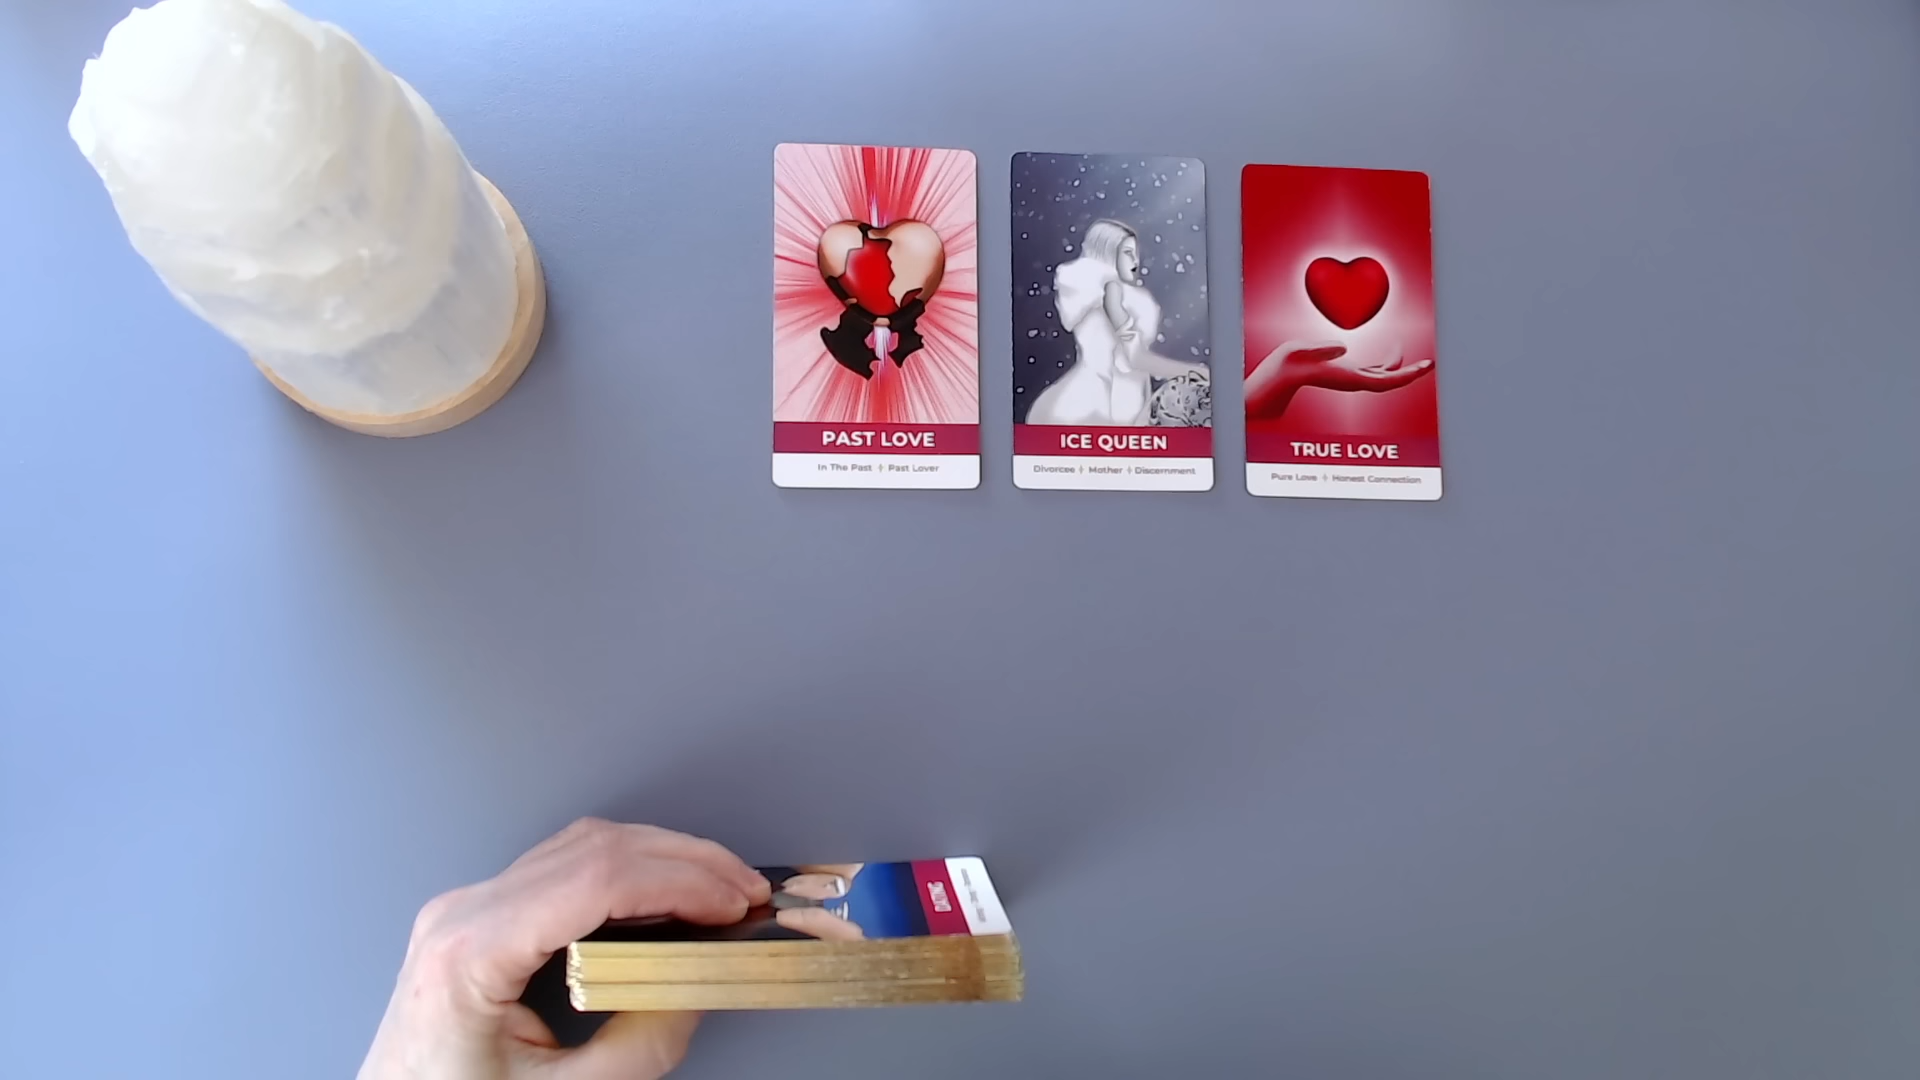 PAST LOVE
In The Past ✦ Past Lover
ICE QUEEN
Divorcee ✦ Mother ✦ Discernment
TRUE LOVE
Pure Love ✦ Honest Connection